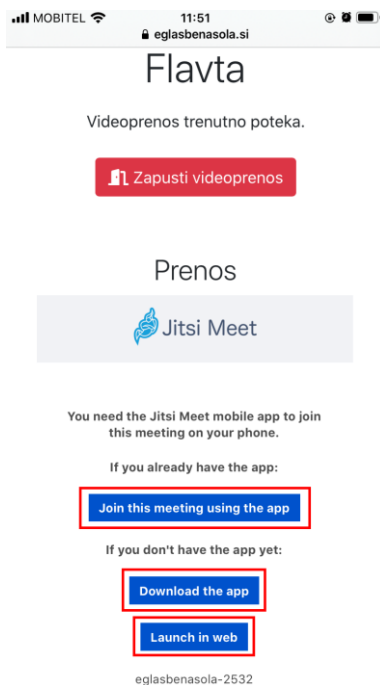 MOBITEL 11:51
eglasbenasola.si
Flavta
Videoprenos trenutno poteka.
Zapusti videoprenos
Prenos
Jitsi Meet
You need the Jitsi Meet mobile app to join
this meeting on your phone.
If you already have the app:
Join this meeting using the app
If you don't have the app yet:
Download the app
Launch in web
eglasbenasola-2532